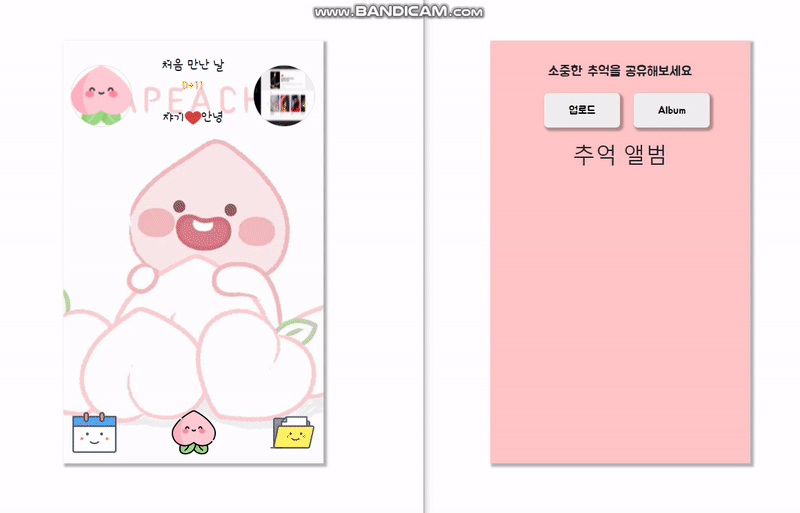 www.BANDICAM.com
처음 만난 날
D+11
APEACH
쟈기❤안녕
소중한 추억을 공유해보세요
업로드
Album
추억 앨범